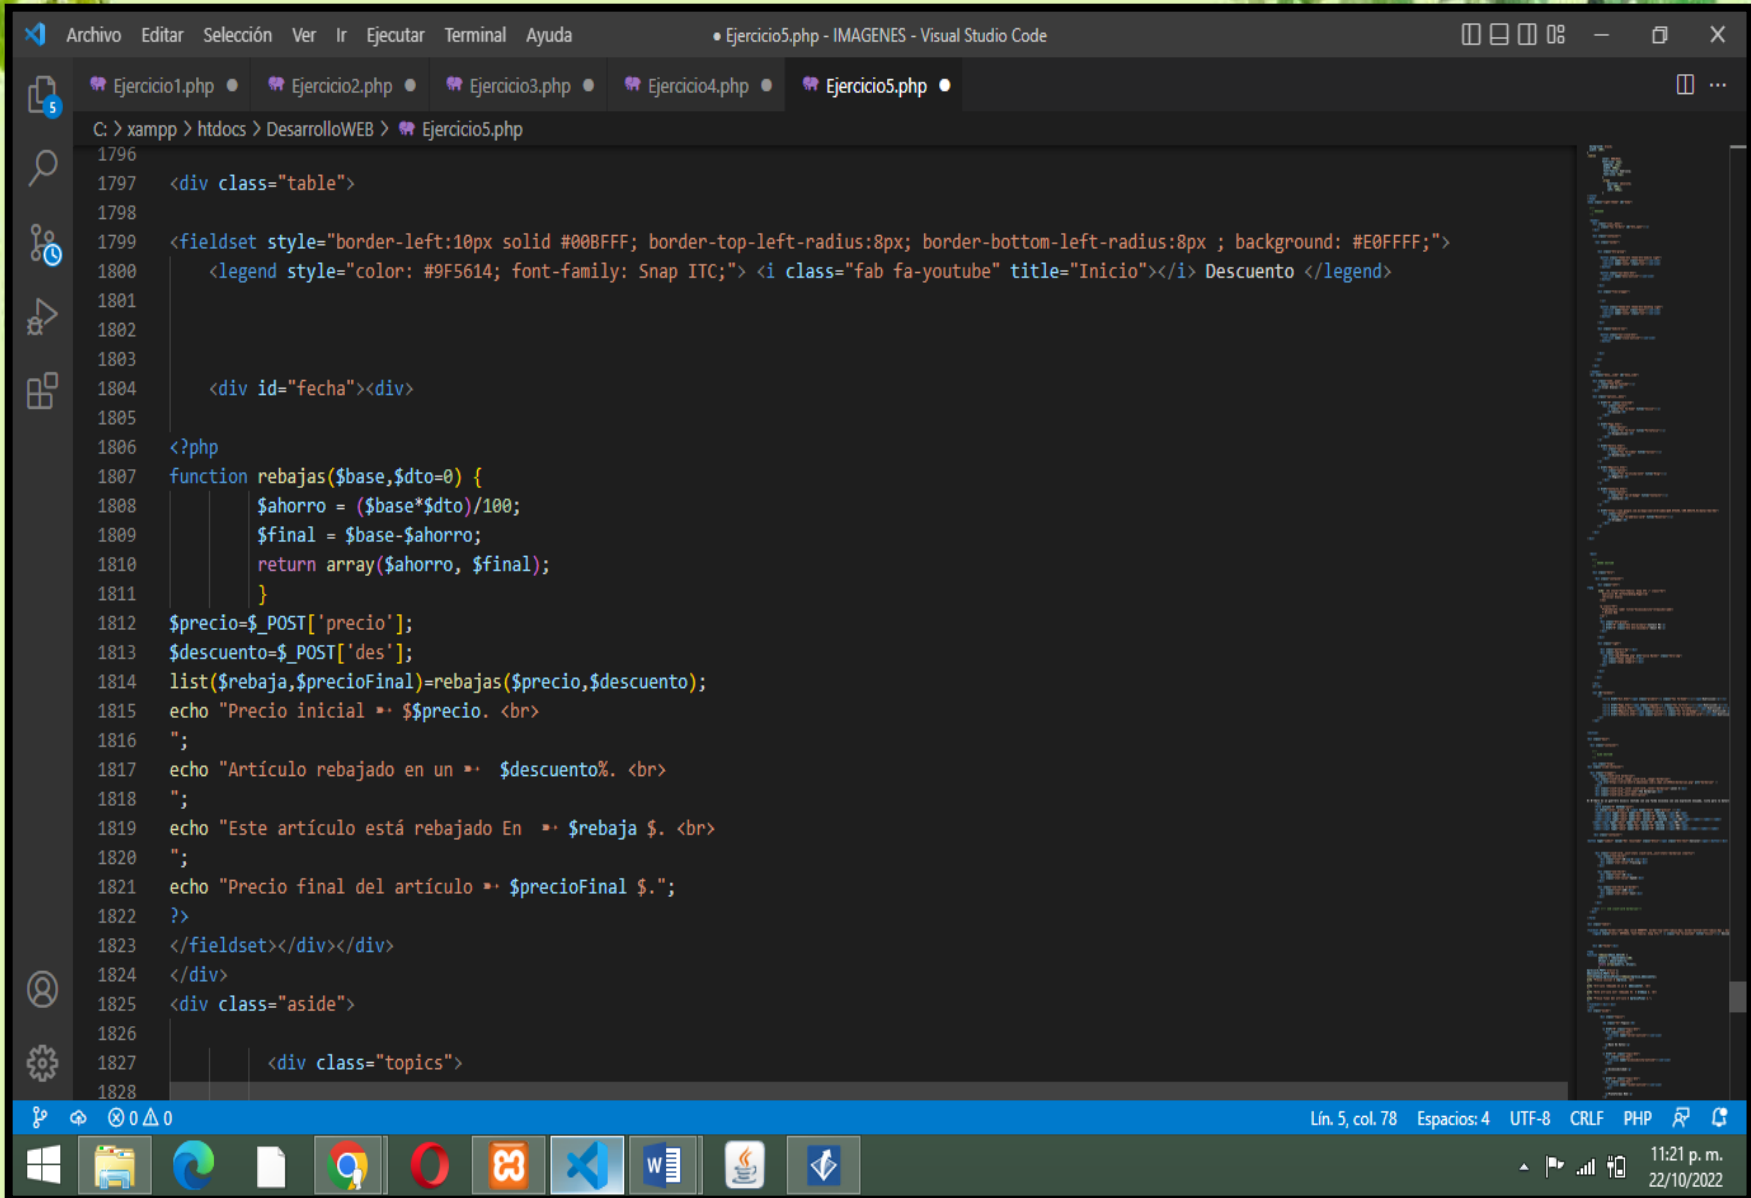 Archivo Editar Selección Ver Ir Ejecutar Terminal Ayuda
● Ejercicio5.php - IMAGENES - Visual Studio Code
Ejercicio1.php ● Ejercicio2.php ● Ejercicio3.php ● Ejercicio4.php ● Ejercicio5.php ●
5
C: > xampp > htdocs > DesarrolloWEB > Ejercicio5.php
1796
1797 <div class="table">
1798
1799 <fieldset style="border-left:10px solid #00BFFF; border-top-left-radius:8px; border-bottom-left-radius:8px ; background: #E0FFFF;">
1800 <legend style="color: #9F5614; font-family: Snap ITC;"> <i class="fab fa-youtube" title="Inicio"></i> Descuento </legend>
1801
1802
1803
1804 <div id="fecha"><div>
1805
1806 <?php
1807 function rebajas($base,$dto=0) {
1808 $ahorro = ($base*$dto)/100;
1809 $final = $base-$ahorro;
1810 return array($ahorro, $final);
1811 }
1812 $precio=$_POST['precio'];
1813 $descuento=$_POST['des'];
1814 list($rebaja,$precioFinal)=rebajas($precio,$descuento);
1815 echo "Precio inicial ➸ $$precio. <br>
1816 ";
1817 echo "Artículo rebajado en un ➸ $descuento%. <br>
1818 ";
1819 echo "Este artículo está rebajado En ➸ $rebaja $. <br>
1820 ";
1821 echo "Precio final del artículo ➸ $precioFinal $.";
1822 ?>
1823 </fieldset></div></div>
1824 </div>
1825 <div class="aside">
1826
1827 <div class="topics">
1828
0 0 Lín. 5, col. 78 Espacios: 4 UTF-8 CRLF PHP
W
11:21 p. m.
22/10/2022